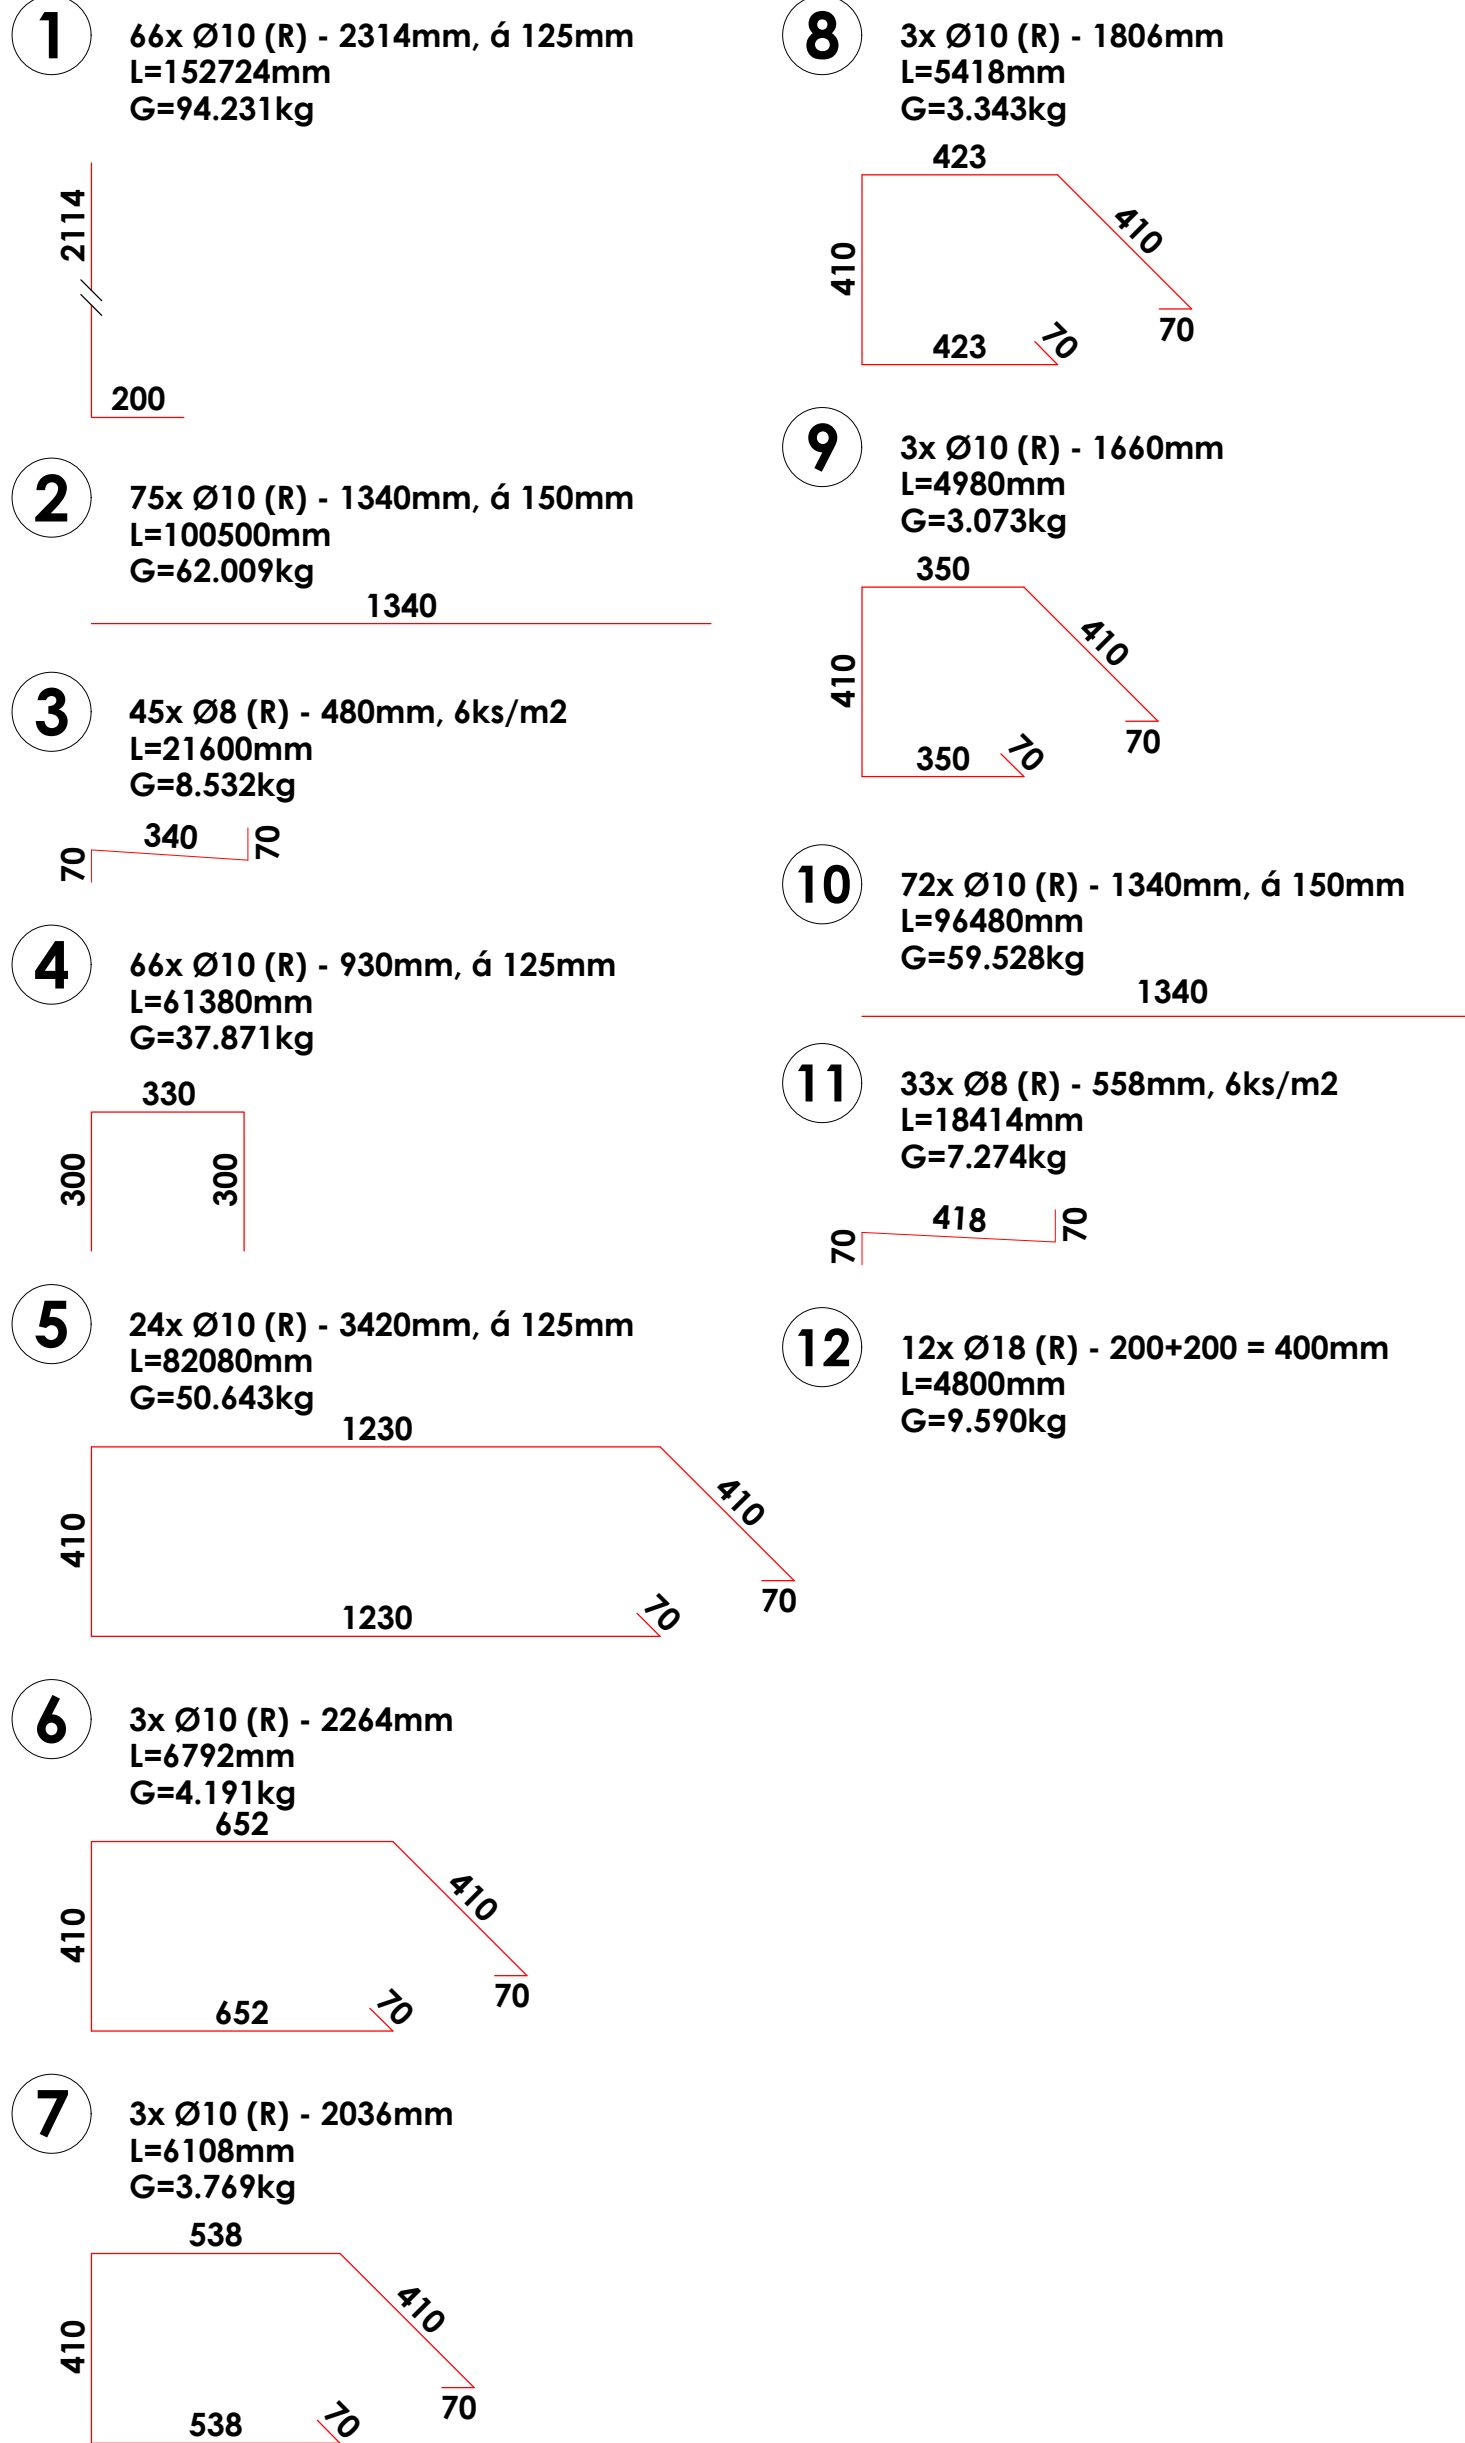 1
66x Ø10 (R) - 2314mm, á 125mm
L=152724mm
G=94.231kg
2114
200
2
75x Ø10 (R) - 1340mm, á 150mm
L=100500mm
G=62.009kg
1340
3
45x Ø8 (R) - 480mm, 6ks/m2
L=21600mm
G=8.532kg
70
340
70
4
66x Ø10 (R) - 930mm, á 125mm
L=61380mm
G=37.871kg
330
300
300
5
24x Ø10 (R) - 3420mm, á 125mm
L=82080mm
G=50.643kg
1230
410
410
70
1230
70
6
3x Ø10 (R) - 2264mm
L=6792mm
G=4.191kg
652
410
410
70
652
70
7
3x Ø10 (R) - 2036mm
L=6108mm
G=3.769kg
538
410
410
70
538
70
8
3x Ø10 (R) - 1806mm
L=5418mm
G=3.343kg
423
410
410
70
423
70
9
3x Ø10 (R) - 1660mm
L=4980mm
G=3.073kg
350
410
410
70
350
70
10
72x Ø10 (R) - 1340mm, á 150mm
L=96480mm
G=59.528kg
1340
11
33x Ø8 (R) - 558mm, 6ks/m2
L=18414mm
G=7.274kg
70
418
70
12
12x Ø18 (R) - 200+200 = 400mm
L=4800mm
G=9.590kg